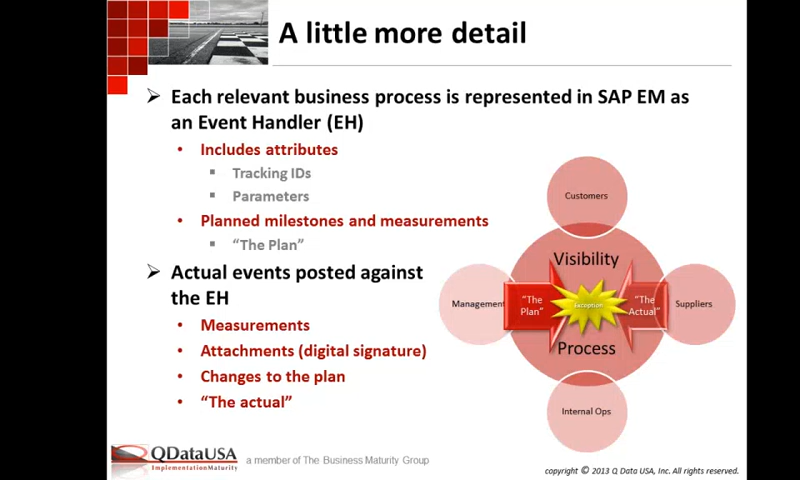 A little more detail
Each relevant business process is represented in SAP EM as
an Event Handler (EH)
Includes attributes
Tracking IDs
Parameters
Planned milestones and measurements
“The Plan”
Actual events posted against
the EH
Measurements
Attachments (digital signature)
Changes to the plan
“The actual”
Customers
Visibility
Management
“The
Plan”
Exception
“The
Actual”
Suppliers
Process
Internal Ops
QDataUSA
ImplementationMaturity
a member of The Business Maturity Group
copyright © 2013 Q Data USA, Inc. All rights reserved.